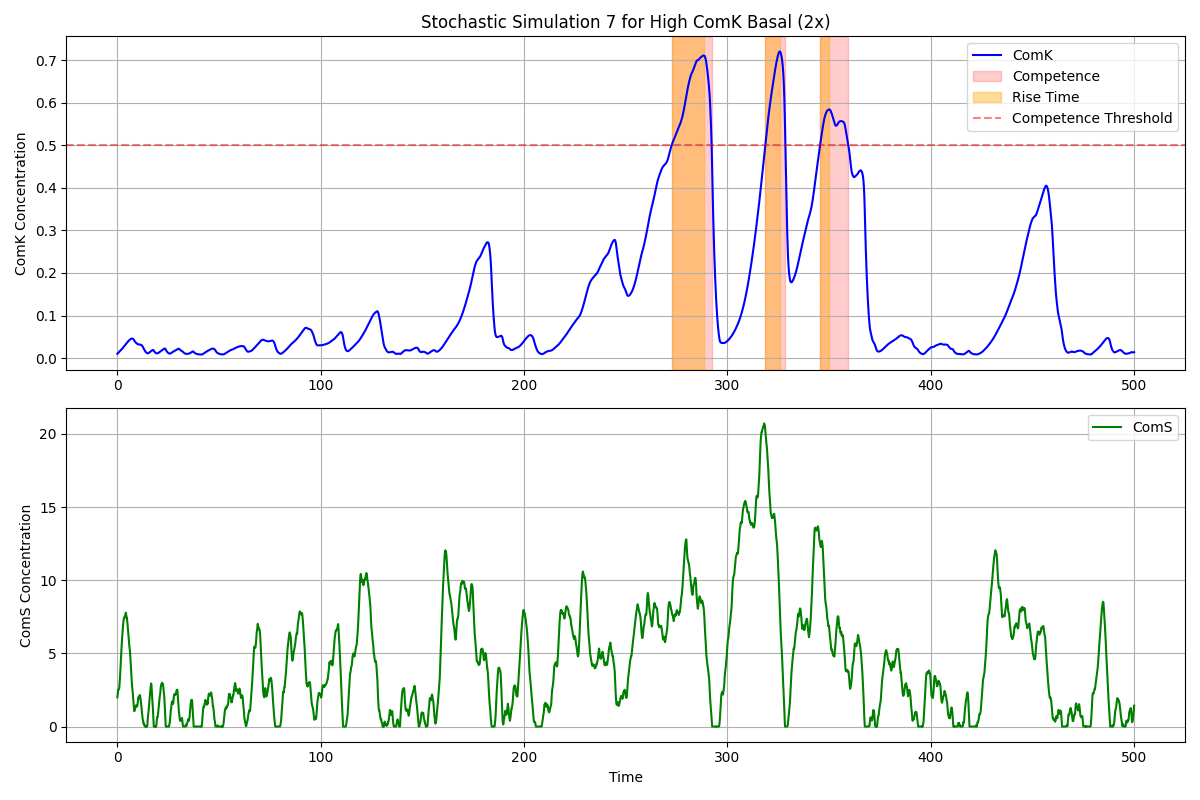 Stochastic Simulation 7 for High ComK Basal (2x)
ComK Concentration
0.7
0.6
0.5
0.4
0.3
0.2
0.1
0.0
ComK
Competence
Rise Time
Competence Threshold
0 100 200 300 400 500
ComS Concentration
20
15
10
5
0
ComS
0 100 200 300 400 500
Time